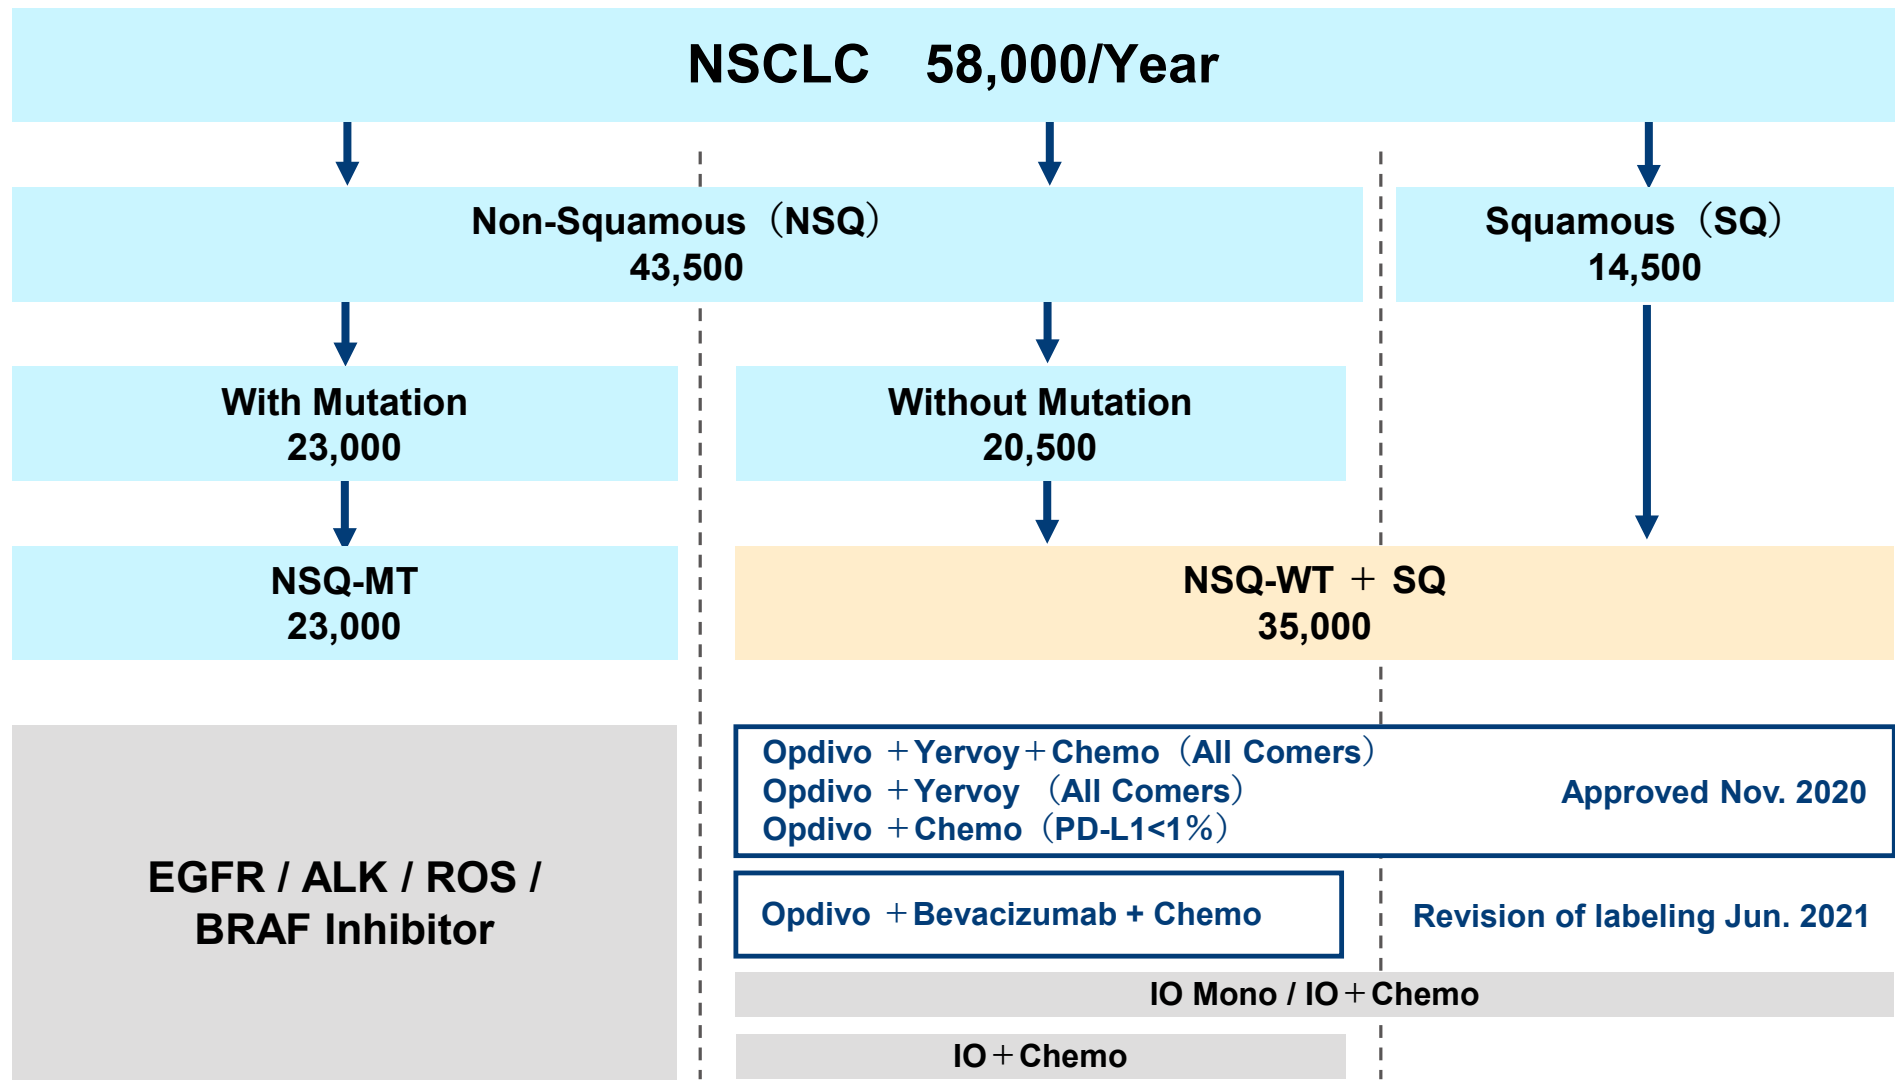 NSCLC 58,000/Year
Non-Squamous（NSQ）
43,500
Squamous（SQ）
14,500
With Mutation
23,000
Without Mutation
20,500
NSQ-MT
23,000
NSQ-WT ＋ SQ
35,000
EGFR / ALK / ROS /
BRAF Inhibitor
Opdivo ＋Yervoy＋Chemo（All Comers）
Opdivo ＋Yervoy （All Comers）
Opdivo ＋Chemo（PD-L1<1％）
Approved Nov. 2020
Opdivo ＋Bevacizumab + Chemo
Revision of labeling Jun. 2021
IO Mono / IO＋Chemo
IO＋Chemo